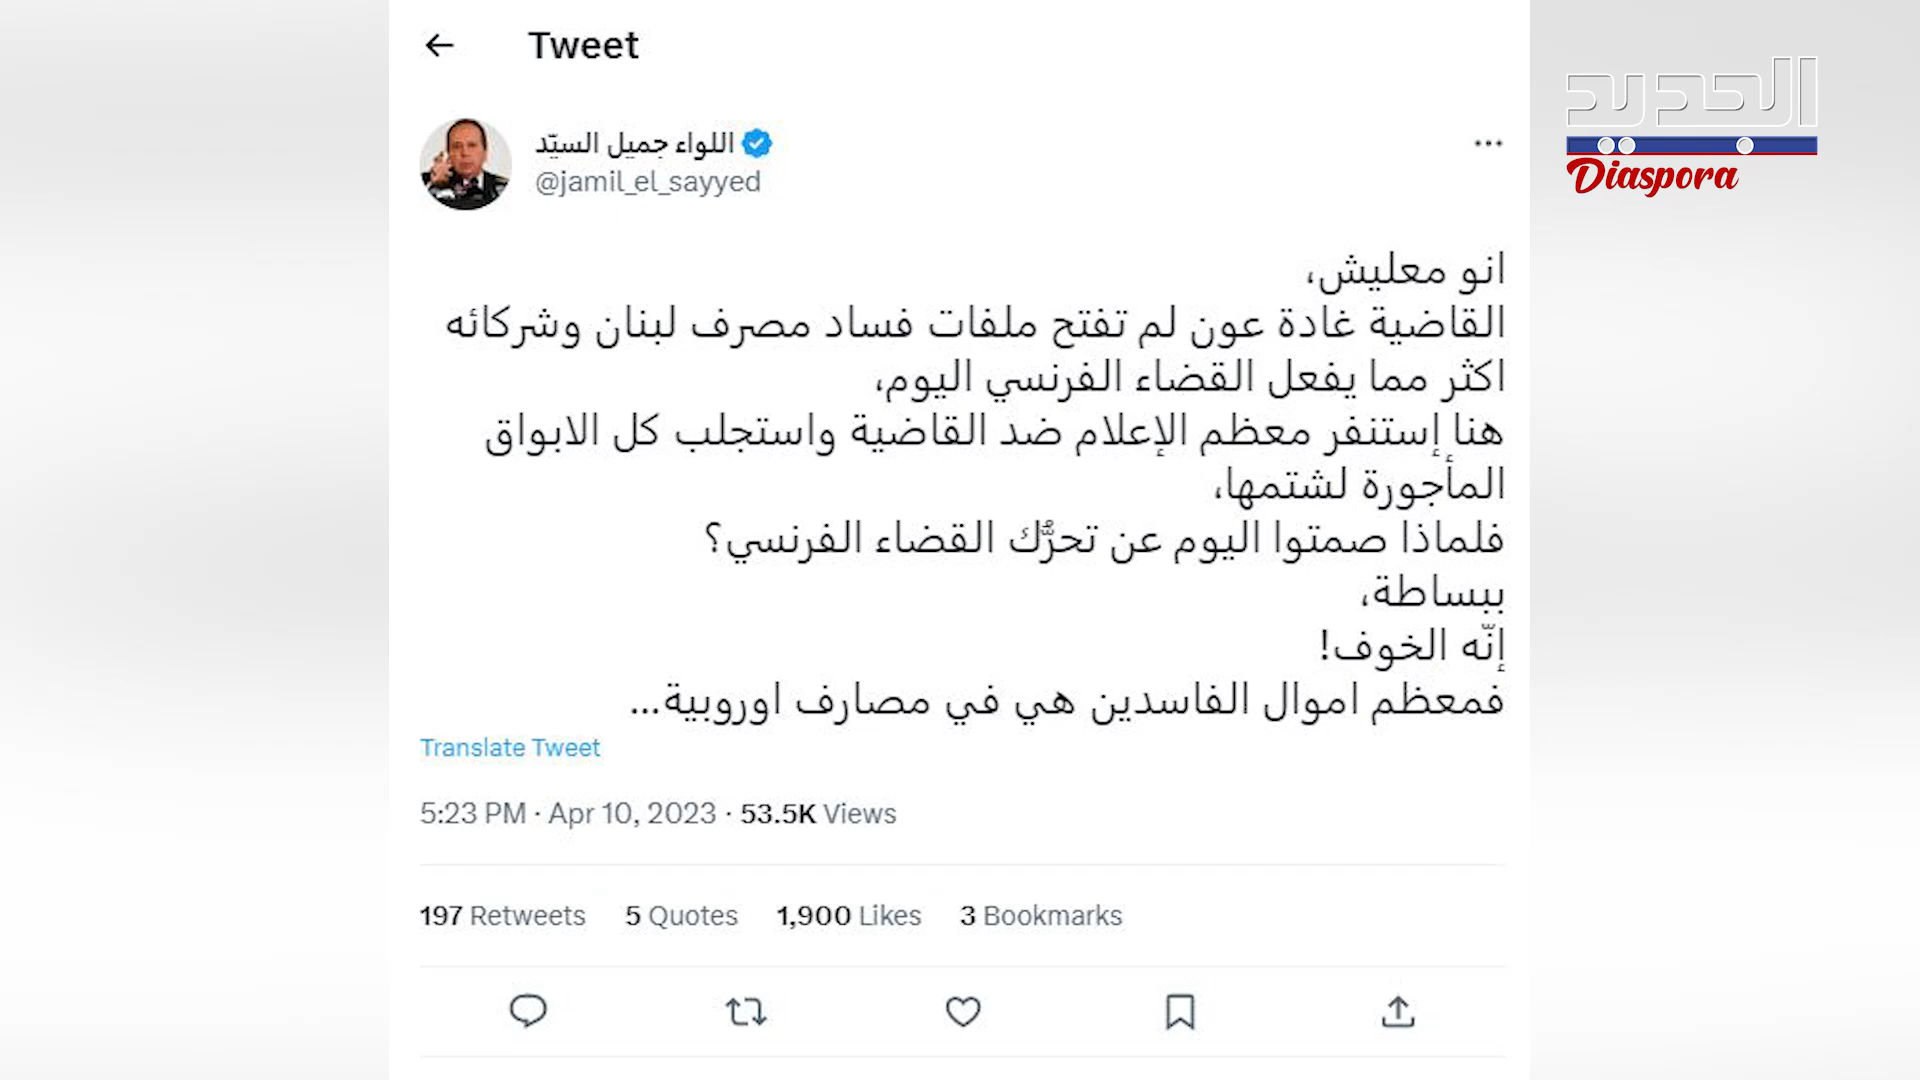 Tweet
الجديد
Diaspora
اللواء جميل السيّد
@jamil_el_sayyed
انو معليش،
القاضية غادة عون لم تفتح ملفات فساد مصرف لبنان وشركائه
اكثر مما يفعل القضاء الفرنسي اليوم،
هنا إستنفر معظم الإعلام ضد القاضية واستجلب كل الابواق
المأجورة لشتمها،
فلماذا صمتوا اليوم عن تحرُّك القضاء الفرنسي؟
ببساطة،
إنّه الخوف!
فمعظم اموال الفاسدين هي في مصارف اوروبية...
Translate Tweet
5:23 PM · Apr 10, 2023 · 53.5K Views
197 Retweets 5 Quotes 1,900 Likes 3 Bookmarks